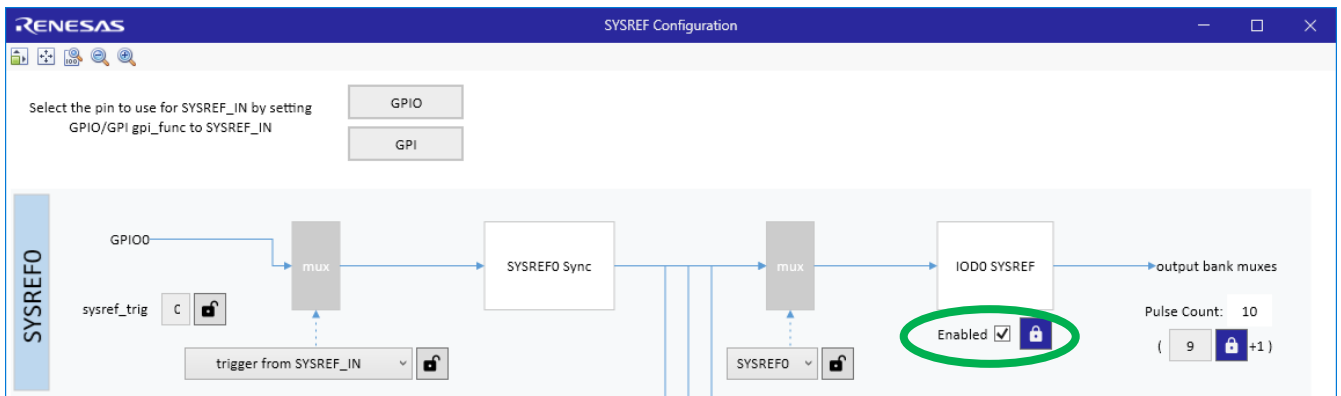 RENESAS
SYSREF Configuration
100
Select the pin to use for SYSREF_IN by setting
GPIO/GPI gpi_func to SYSREF_IN
GPIO
GPI
SYSREF0
GPIO0
mux
SYSREF0 Sync
mux
IOD0 SYSREF
output bank muxes
sysref_trig
Enabled
Pulse Count: 10
( 9 +1 )
trigger from SYSREF_IN
SYSREF0